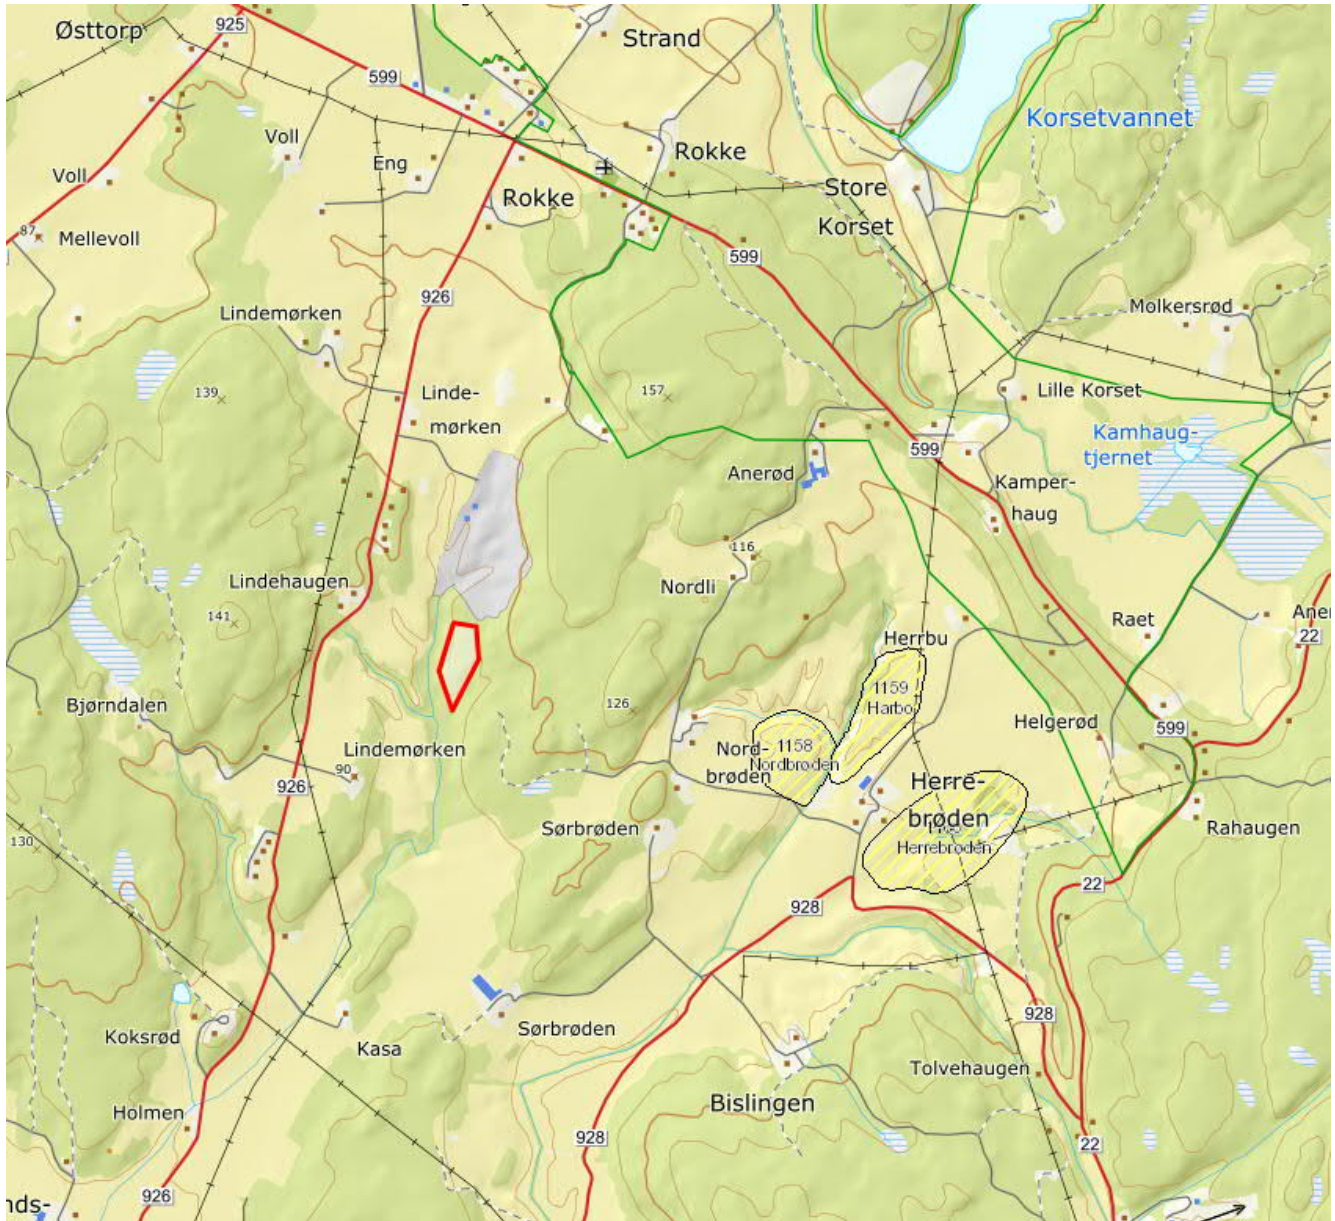 925
Østtorp
Strand
599
Korsetvannet
Voll
Eng
Rokke
Voll
Rokke
Store
Korset
87
Mellevoll
599
926
Lindemørken
Molkersrød
139
Linde-
mørken
157
Lille Korset
Kamhaug-
tjernet
599
Anerød
Kamper-
haug
116
Nordli
Lindehaugen
141
Raet
Aner
22
Herrbu
1159
Harbo
Bjørndalen
126
Helgerød
599
Lindemørken
90
Nord-
brøden
1158
Nordbrøden
926
Herre-
brøden
Herrebrøden
130
Sørbrøden
Rahaugen
22
928
Sørbrøden
928
Koksrød
Kasa
Tolvehaugen
Holmen
Bislingen
928
22
926
nds-